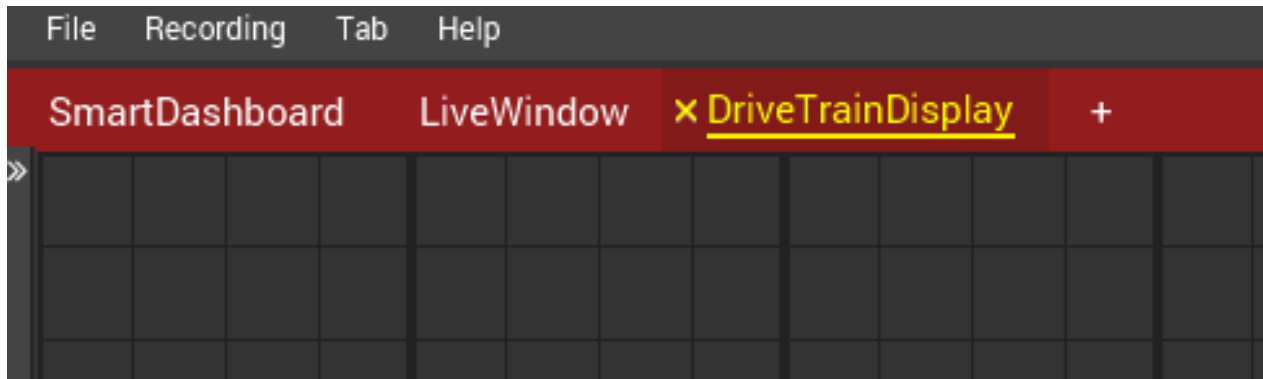 File Recording Tab Help
SmartDashboard LiveWindow × DriveTrainDisplay +
»